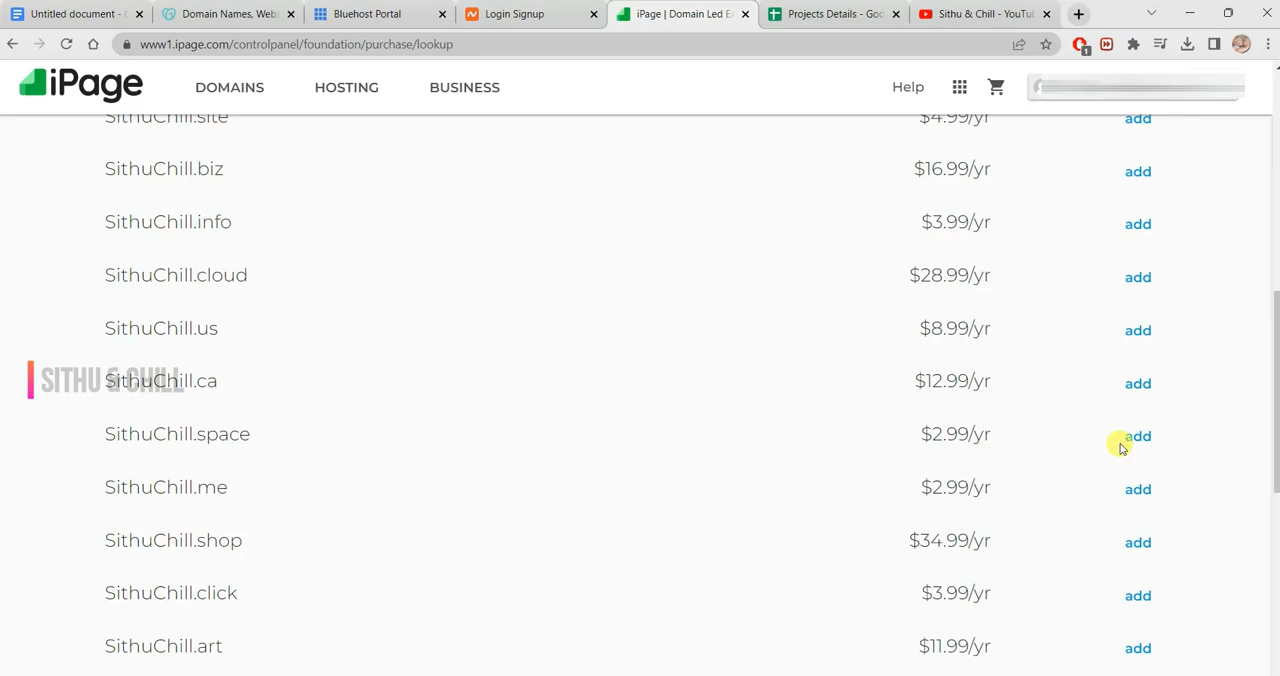 Untitled document - G
Domain Names, Webs
Bluehost Portal
Login Signup
iPage | Domain Led Ex
Projects Details - Goo
Sithu & Chill - YouTu
www1.ipage.com/controlpanel/foundation/purchase/lookup
1
iPage
DOMAINS
HOSTING
BUSINESS
Help
SithuChill.site $4.99/yr add
SithuChill.biz $16.99/yr add
SithuChill.info $3.99/yr add
SithuChill.cloud $28.99/yr add
SithuChill.us $8.99/yr add
SITHU & CHILL
SithuChill.ca $12.99/yr add
SithuChill.space $2.99/yr add
SithuChill.me $2.99/yr add
SithuChill.shop $34.99/yr add
SithuChill.click $3.99/yr add
SithuChill.art $11.99/yr add